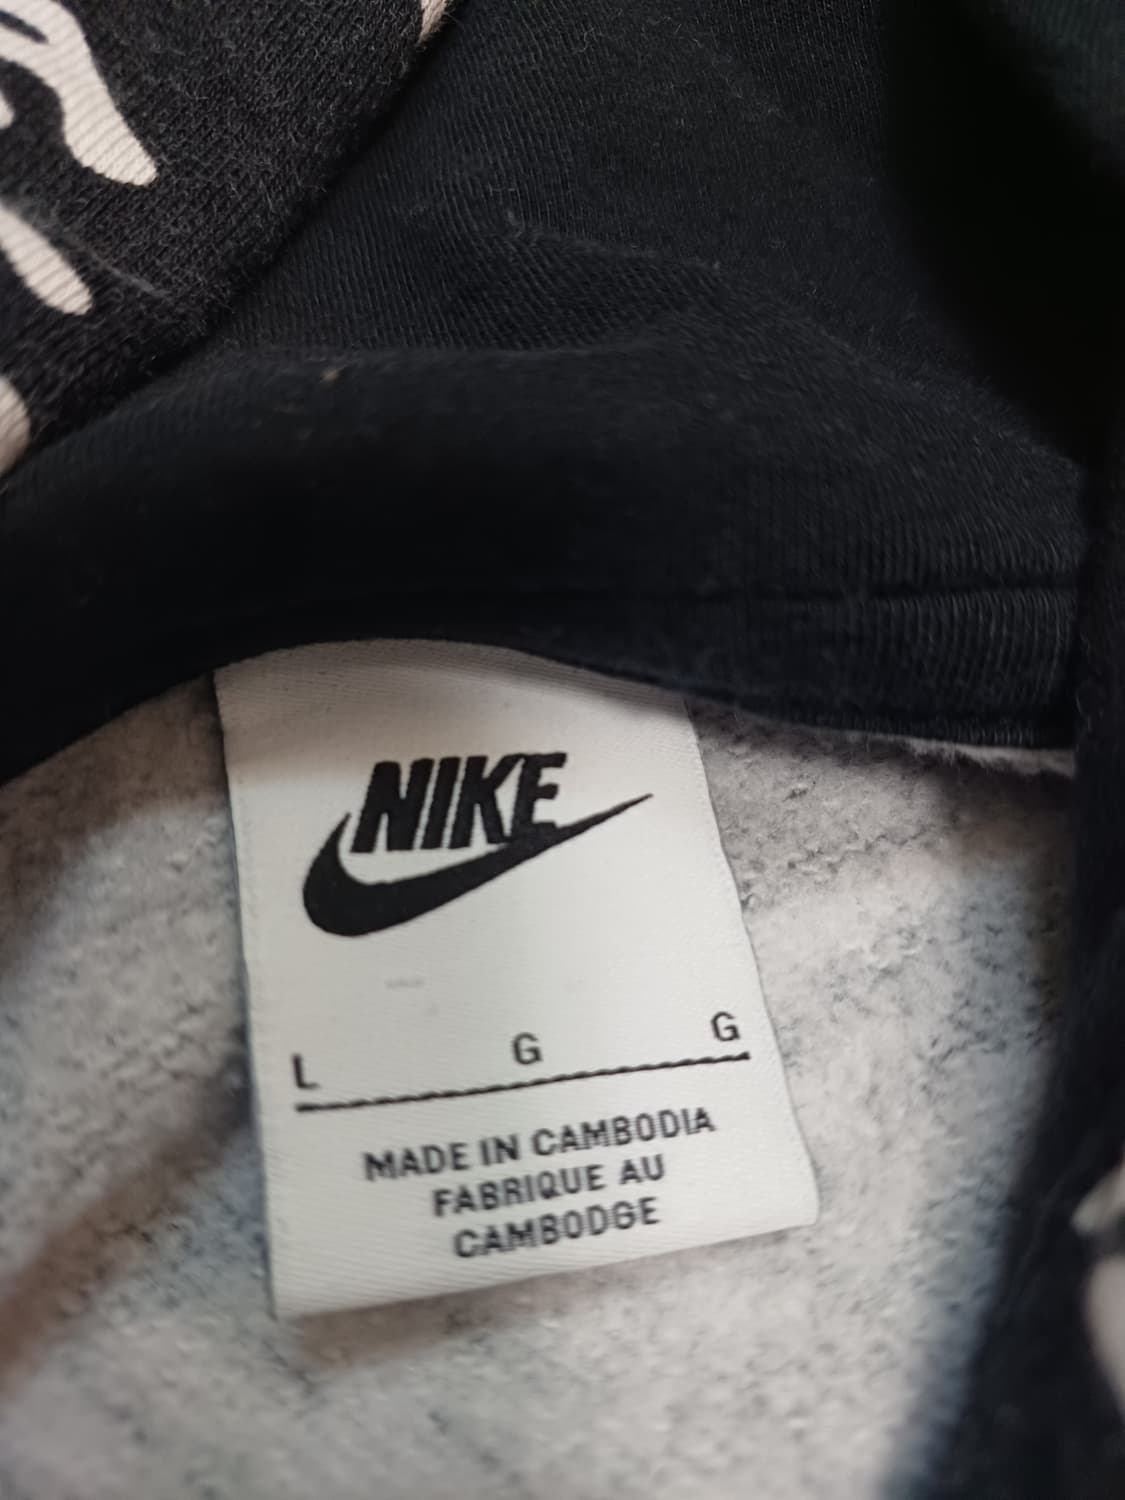 NIKE
L G G
MADE IN CAMBODIA
FABRIQUE AU
CAMBODGE